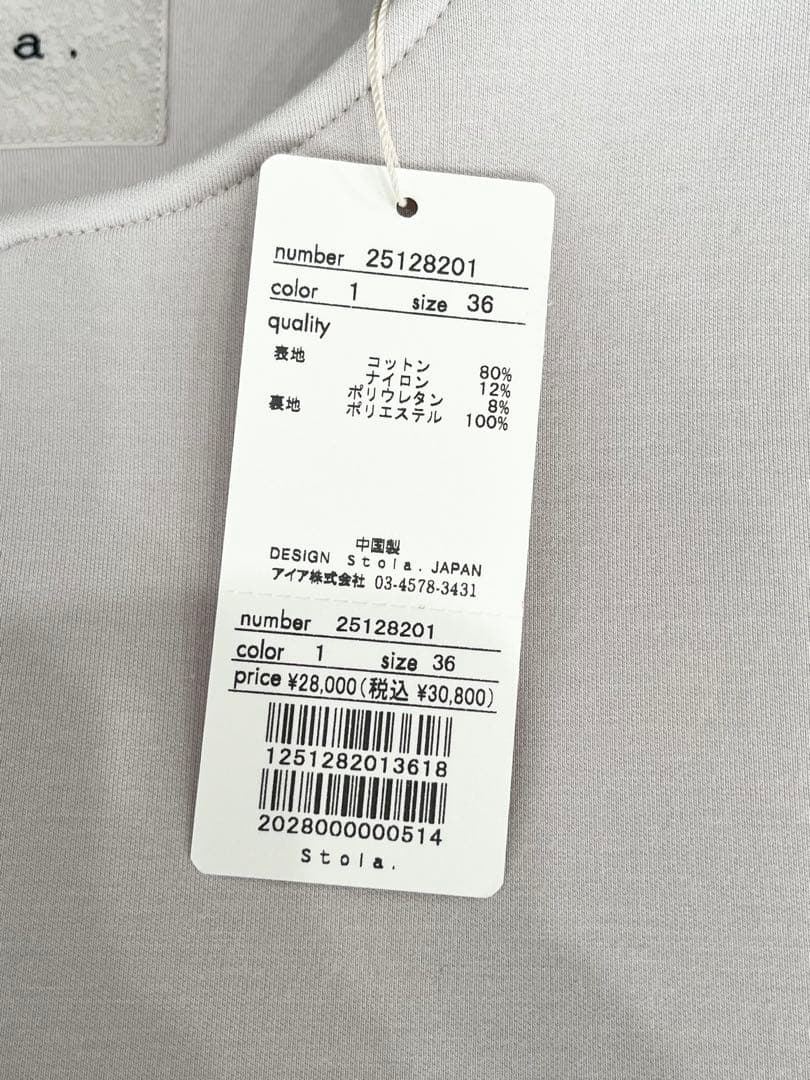 a.
number 25128201
color 1 size 36
quality
表地 コットン 80%
ナイロン 12%
ポリウレタン 8%
裏地 ポリエステル 100%
中国製
DESIGN Stola. JAPAN
アイア株式会社 03-4578-3431
number 25128201
color 1 size 36
price ¥28,000(税込 ¥30,800)
1251282013618
2028000000514
Stola.